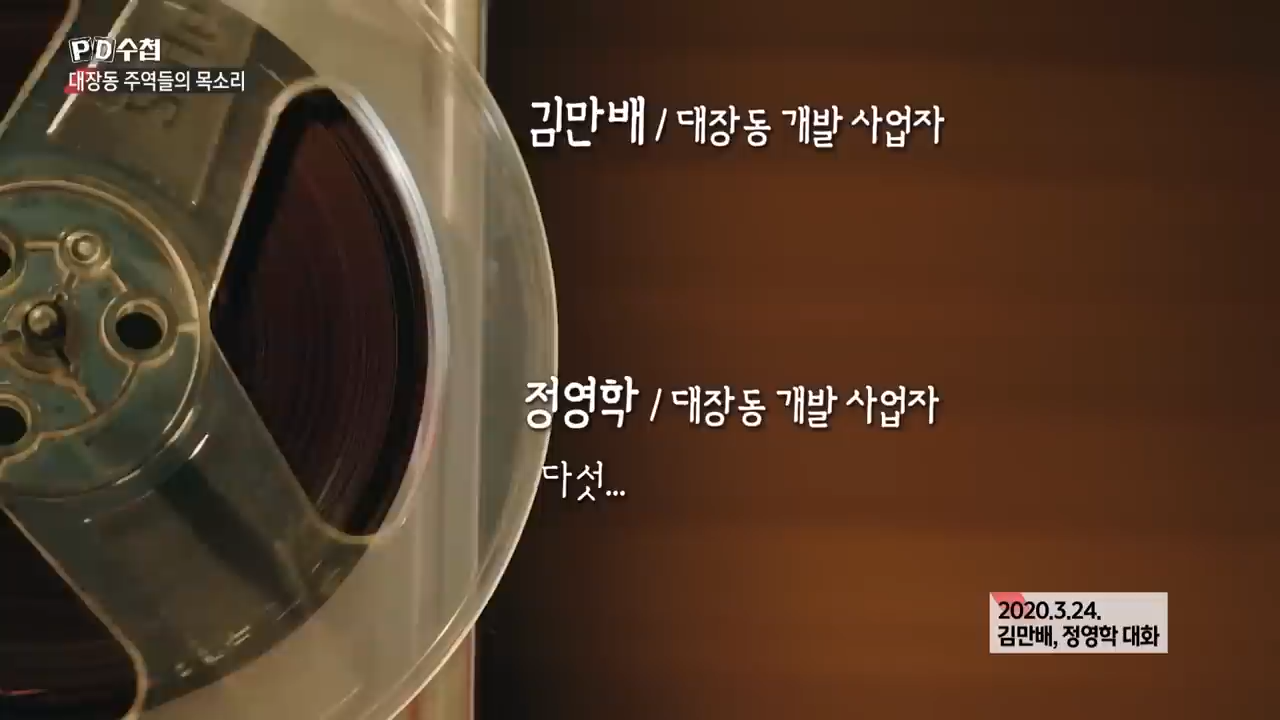 PD수첩
대장동 주역들의 목소리
김만배 / 대장동 개발 사업자
정영학 / 대장동 개발 사업자
다섯...
2020.3.24.
김만배, 정영학 대화